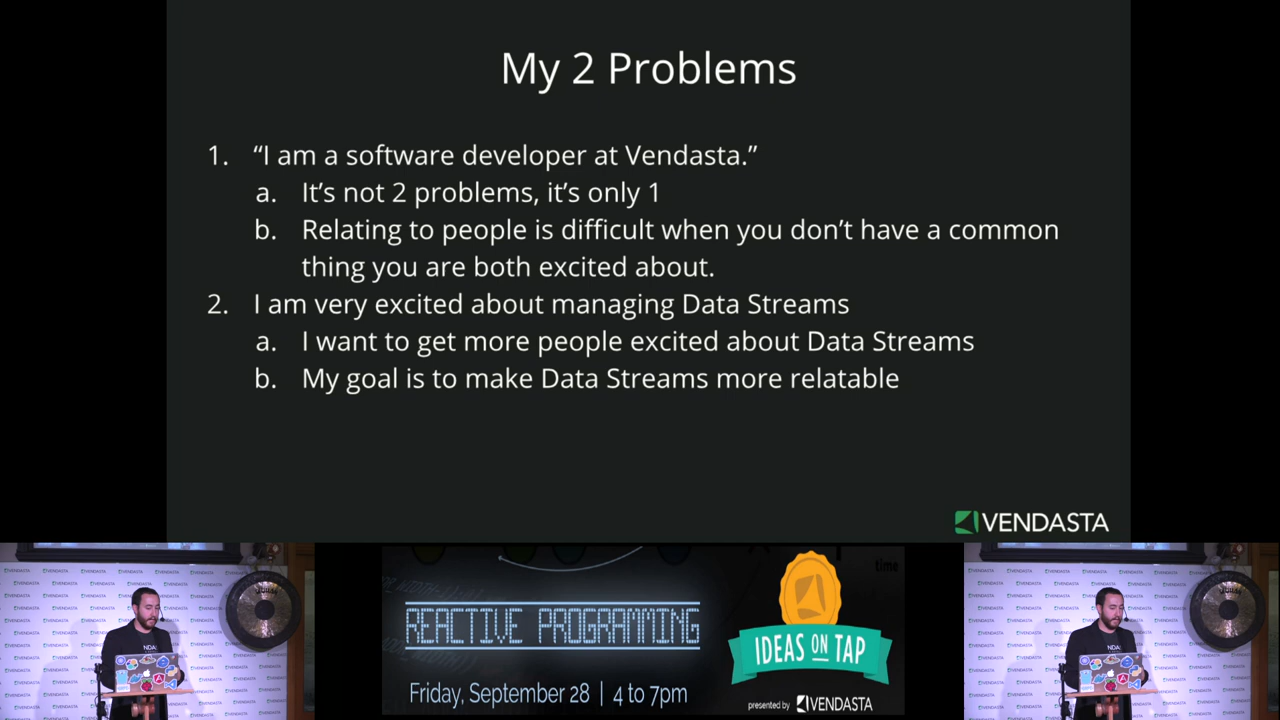 My 2 Problems
1. “I am a software developer at Vendasta.”
a. It’s not 2 problems, it’s only 1
b. Relating to people is difficult when you don’t have a common
thing you are both excited about.
2. I am very excited about managing Data Streams
a. I want to get more people excited about Data Streams
b. My goal is to make Data Streams more relatable
VENDASTA
time
REACTIVE PROGRAMMING
IDEAS ON TAP
Friday, September 28 | 4 to 7pm
presented by VENDASTA